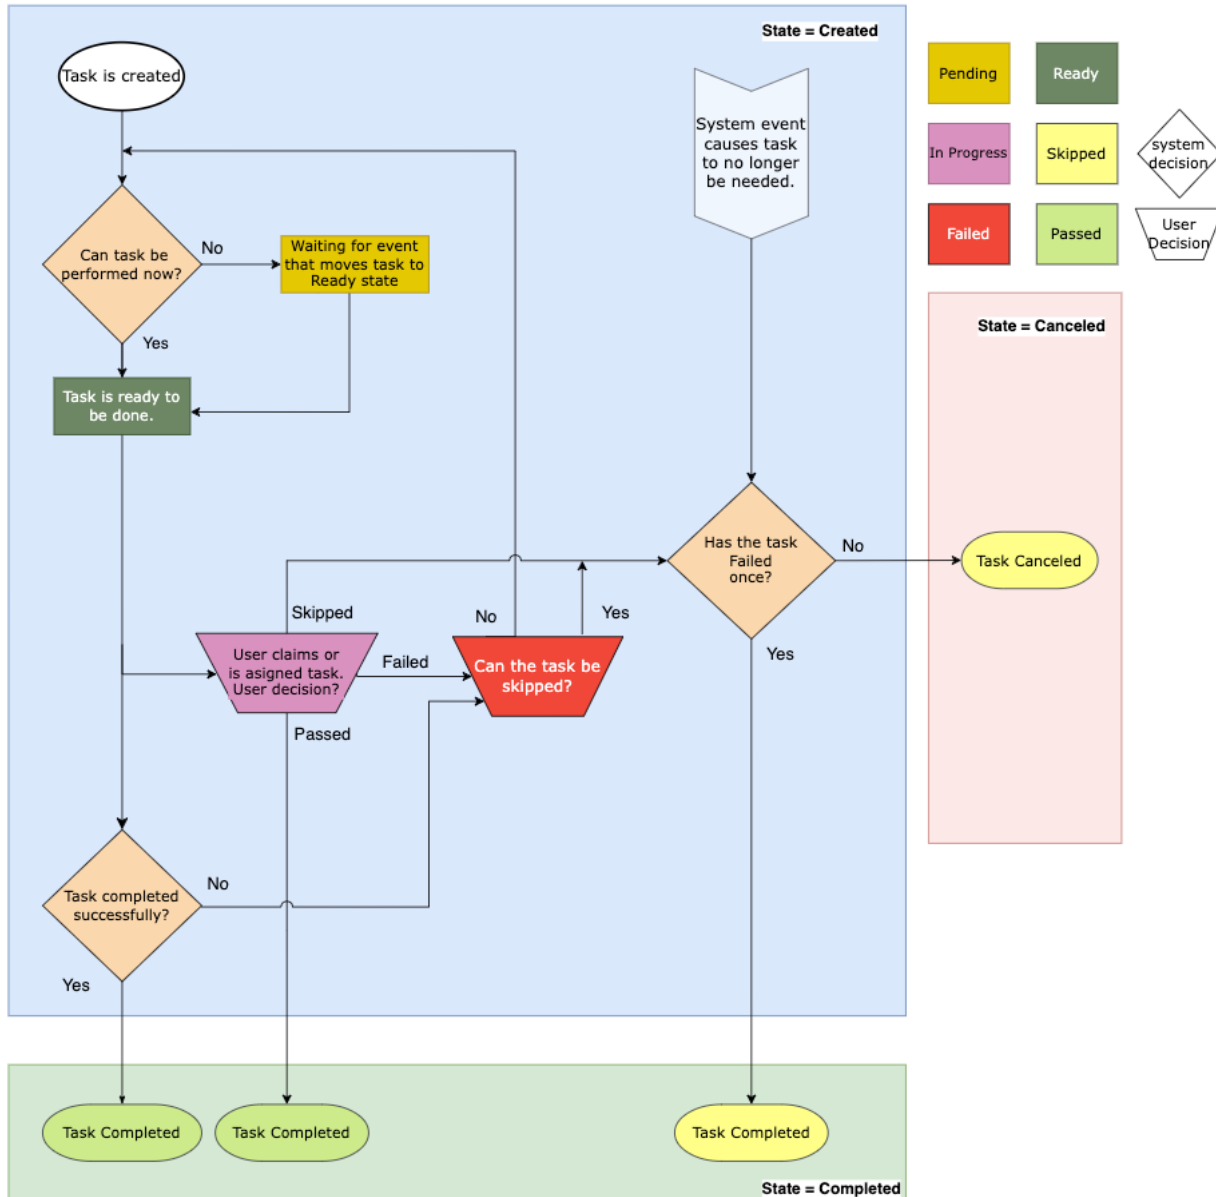 State = Created
Task is created
System event
causes task
to no longer
be needed.
Pending
Ready
In Progress
Skipped
system
decision
Failed
Passed
User
Decision
Can task be
performed now?
No
Waiting for event
that moves task to
Ready state
Yes
Task is ready to
be done.
State = Canceled
Has the task
Failed
once?
No
Task Canceled
Skipped
No
Yes
User claims or
is asigned task.
User decision?
Failed
Can the task be
skipped?
Yes
Passed
Task completed
successfully?
No
Yes
Task Completed
Task Completed
Task Completed
State = Completed